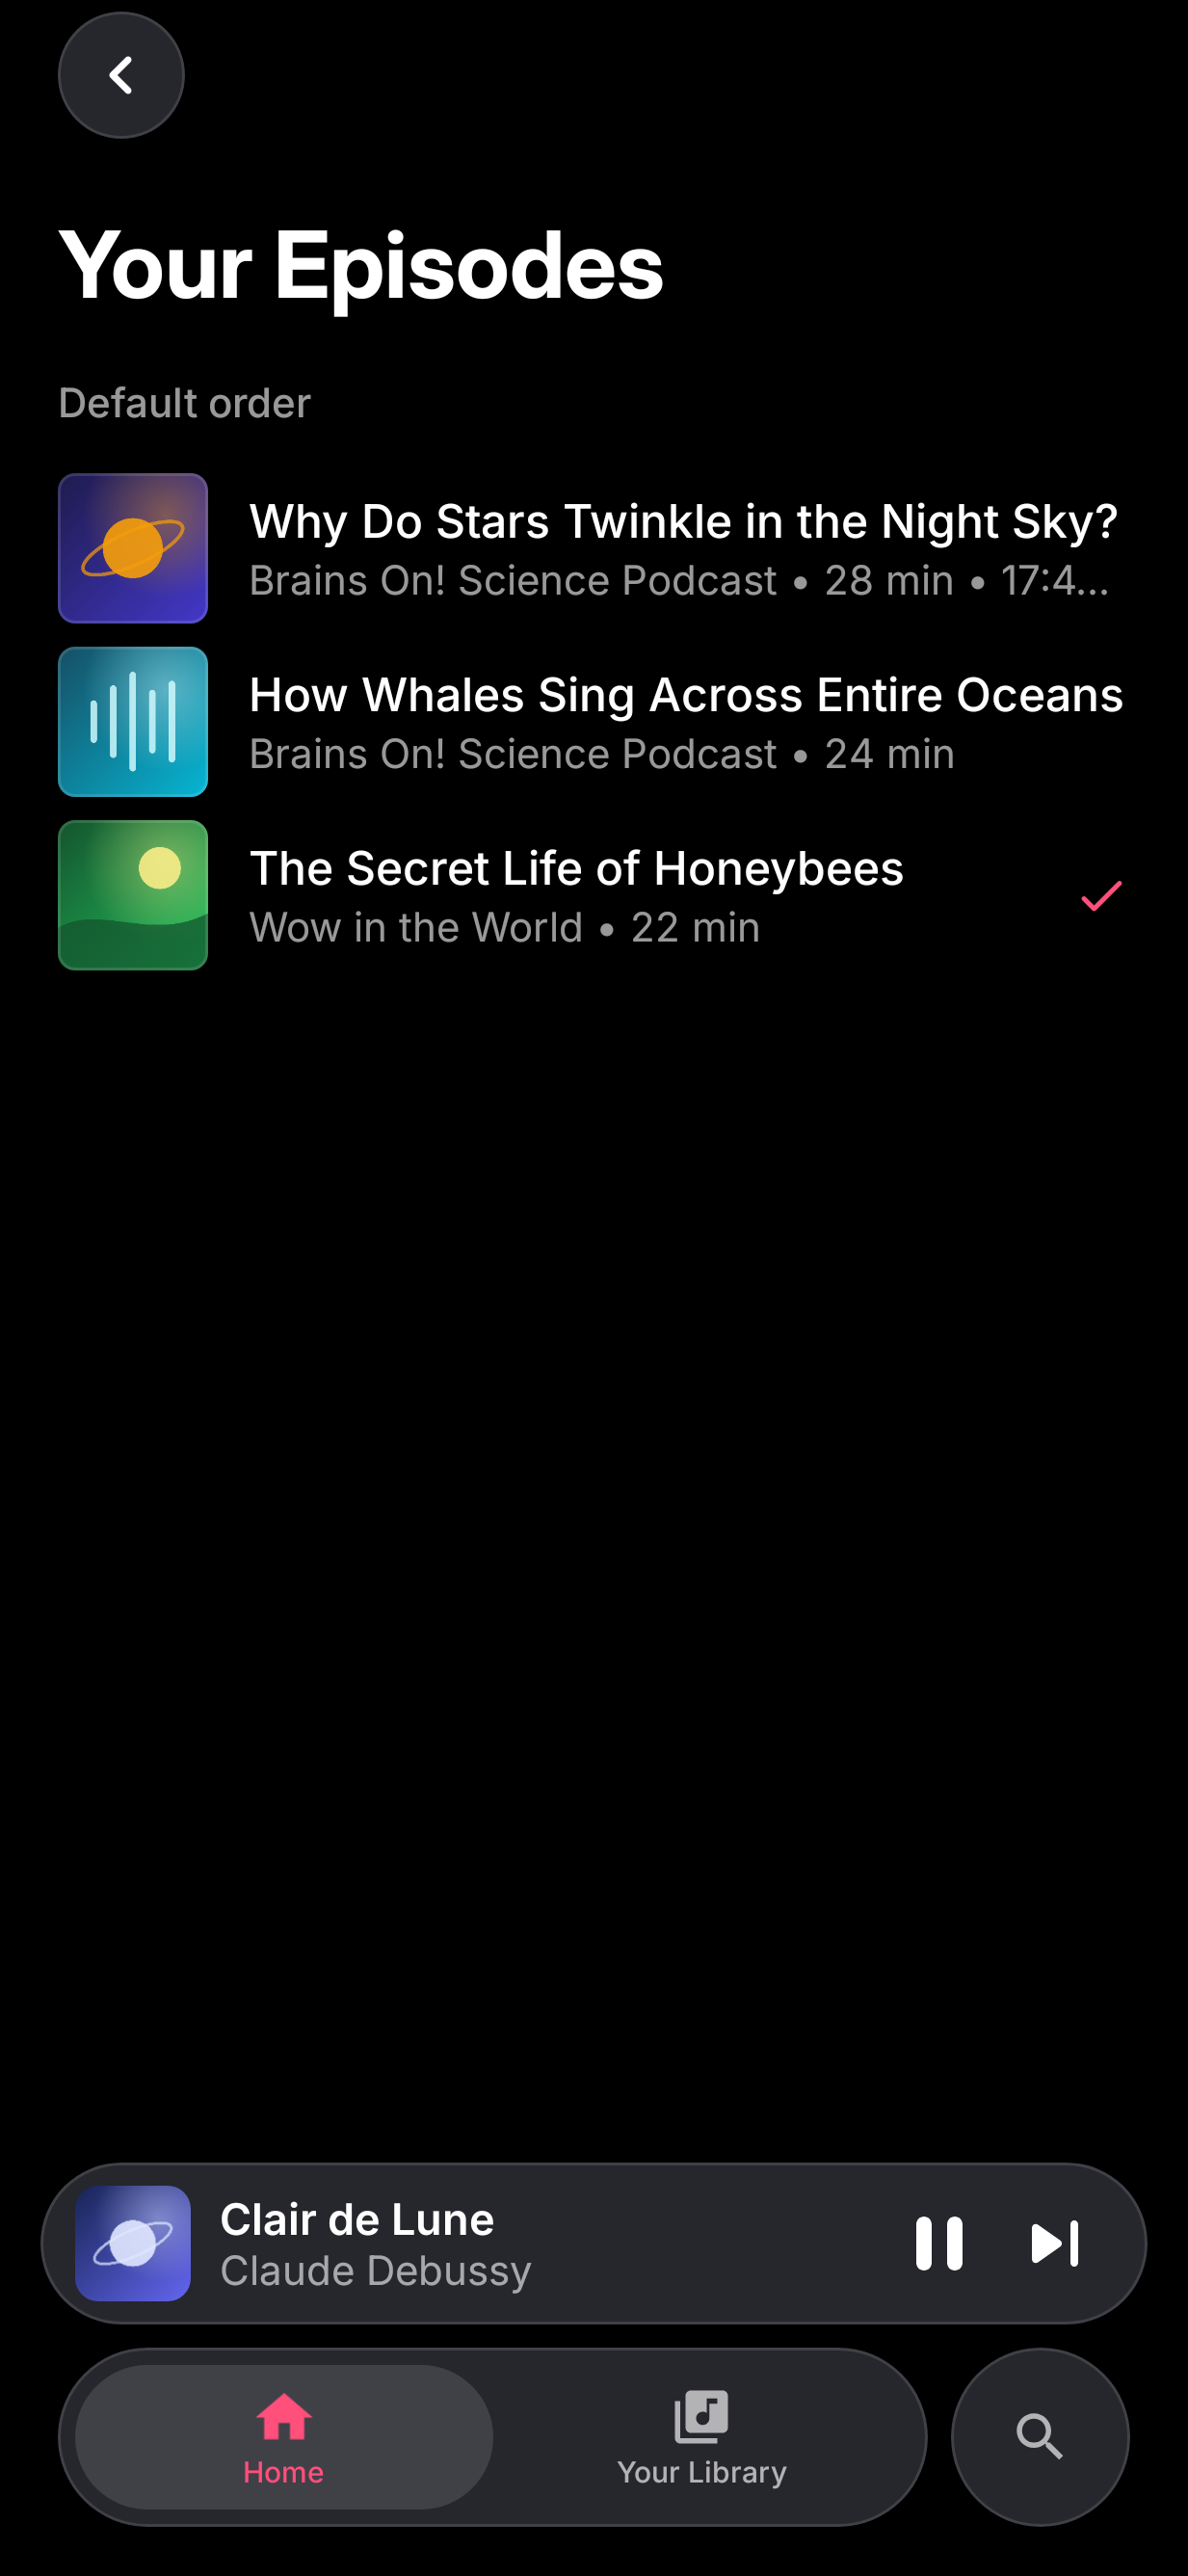 Your Episodes
Default order
Why Do Stars Twinkle in the Night Sky?
Brains On! Science Podcast • 28 min • 17:4...
How Whales Sing Across Entire Oceans
Brains On! Science Podcast • 24 min
The Secret Life of Honeybees
Wow in the World • 22 min
Clair de Lune
Claude Debussy
Home
Your Library